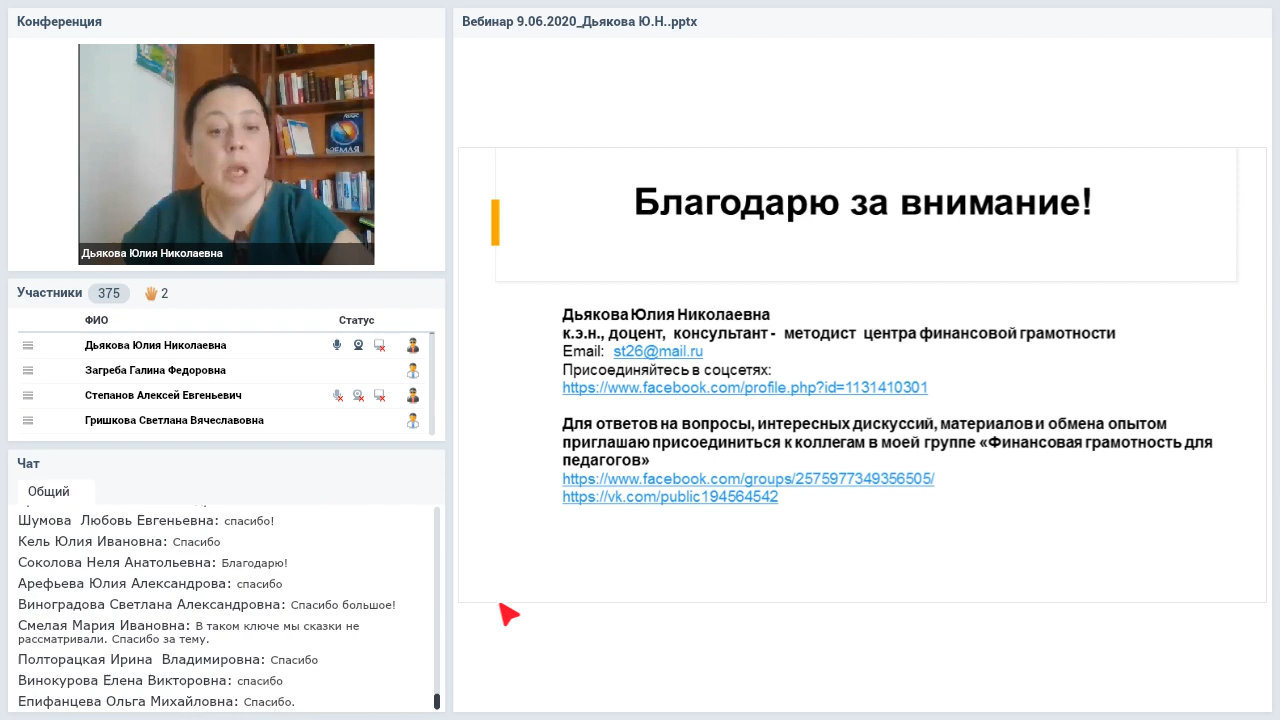 Конференция
ЗЕМЛЯ
Дьякова Юлия Николаевна
Участники 375 2
ФИО Статус
Дьякова Юлия Николаевна
Загреба Галина Федоровна
Степанов Алексей Евгеньевич
Гришкова Светлана Вячеславовна
Чат
Общий
Шумова Любовь Евгеньевна: спасибо!
Кель Юлия Ивановна: Спасибо
Соколова Неля Анатольевна: Благодарю!
Арефьева Юлия Александрова: спасибо
Виноградова Светлана Александровна: Спасибо большое!
Смелая Мария Ивановна: В таком ключе мы сказки не
рассматривали. Спасибо за тему.
Полторацкая Ирина Владимировна: Спасибо
Винокурова Елена Викторовна: спасибо
Епифанцева Ольга Михайловна: Спасибо.
Вебинар 9.06.2020_Дьякова Ю.Н..pptx
Благодарю за внимание!
Дьякова Юлия Николаевна
к.э.н., доцент, консультант - методист центра финансовой грамотности
Email: st26@mail.ru
Присоединяйтесь в соцсетях:
https://www.facebook.com/profile.php?id=1131410301
Для ответов на вопросы, интересных дискуссий, материалов и обмена опытом
приглашаю присоединиться к коллегам в моей группе «Финансовая грамотность для
педагогов»
https://www.facebook.com/groups/2575977349356505/
https://vk.com/public194564542